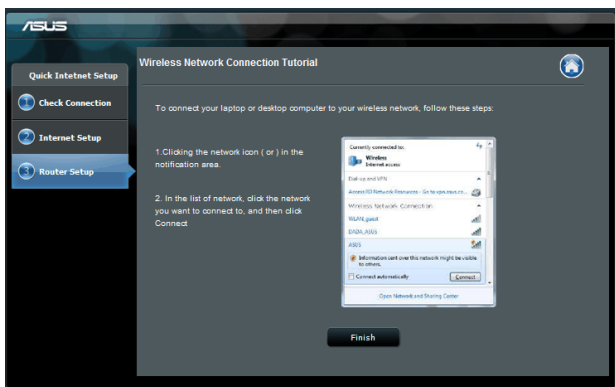 ASUS
Quick Intetnet Setup
1 Check Connection
2 Internet Setup
3 Router Setup
Wireless Network Connection Tutorial
To connect your laptop or desktop computer to your wireless network, follow these steps:
1.Clicking the network icon ( or ) in the
notification area.
2. In the list of network, click the network
you want to connect to, and then click
Connect
Currently connected to:
Wireless
Internet access
Dial-up and VPN
Wireless Network Connection
WLAN_guest
DADA_ASUS
ASUS
Information sent over this network might be visible
to others.
Connect automatically
Connect
Open Network and Sharing Center
Finish